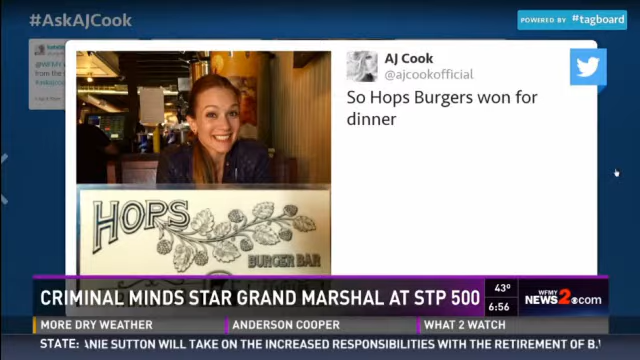 #AskAJCook
POWERED BY #tagboard
AJ Cook
@ajcookofficial
So Hops Burgers won for
dinner
HOPS
BURGER BAR
CRIMINAL MINDS STAR GRAND MARSHAL AT STP 500
43°
6:56
WFMY
NEWS 2 .com
MORE DRY WEATHER
ANDERSON COOPER
WHAT 2 WATCH
STATE: ANIE SUTTON WILL TAKE ON THE INCREASED RESPONSIBILITIES WITH THE RETIREMENT OF B.